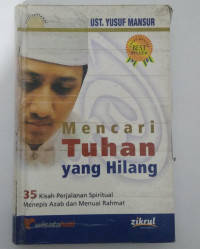 UST. YUSUF MANSUR
BEST
SELLER
Mencari
Tuhan
yang Hilang
35 Kisah Perjalanan Spiritual
Menepis Azab dan Menuai Rahmat
wisatahati
zikrul